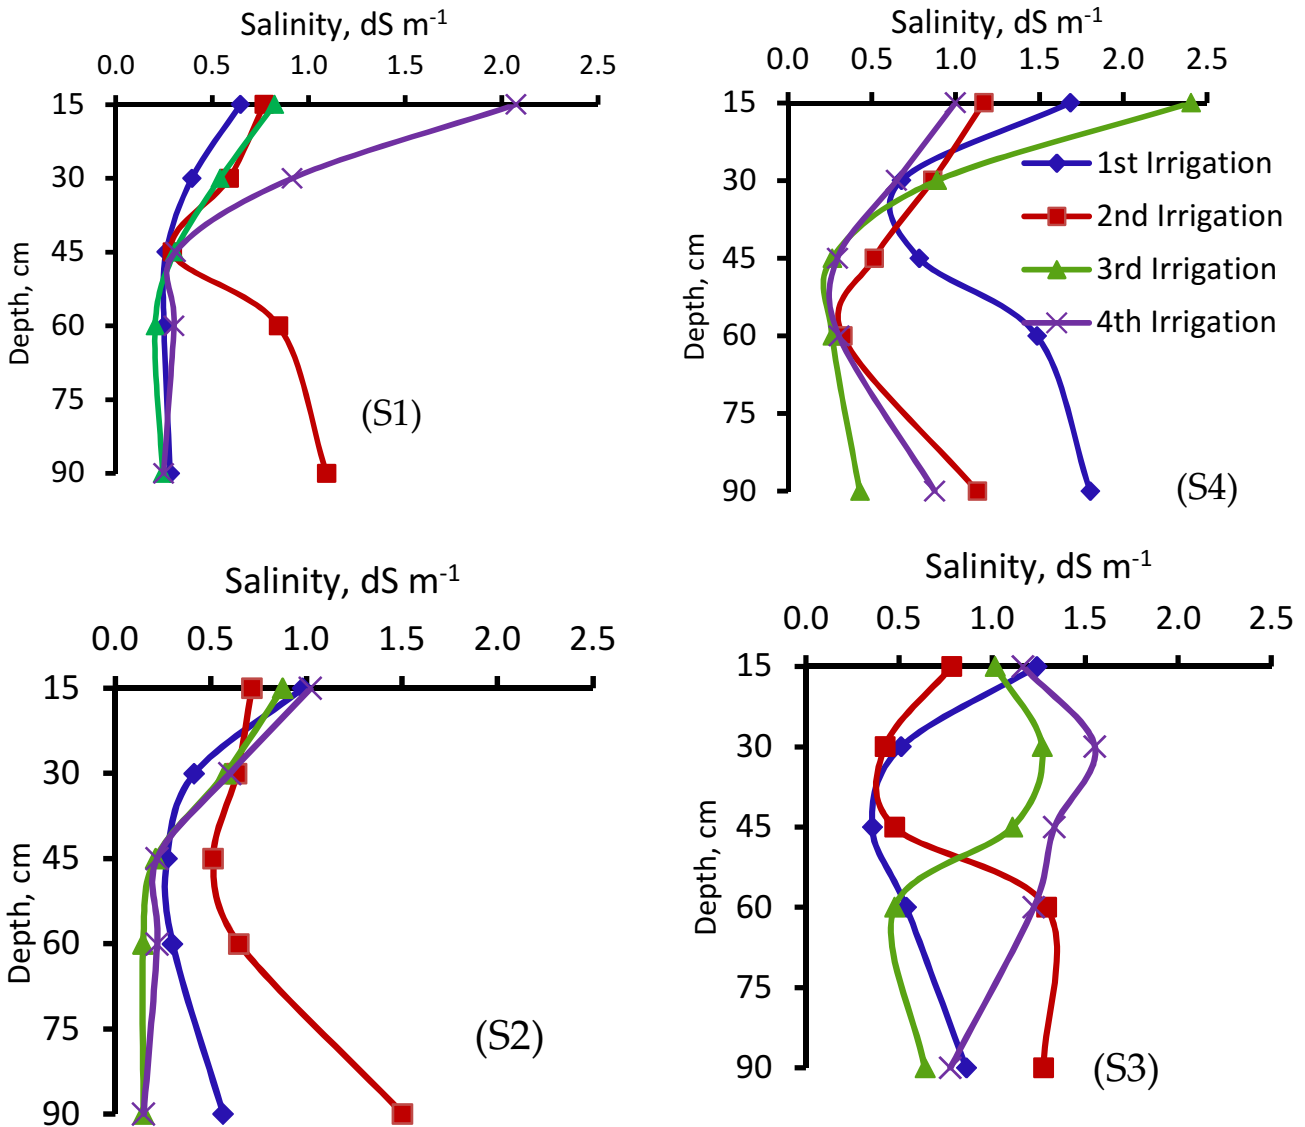 Salinity, dS m-1
0.0 0.5 1.0 1.5 2.0 2.5
15
30
45
60
75
90
Depth, cm
(S1)
Salinity, dS m-1
0.0 0.5 1.0 1.5 2.0 2.5
15
30
45
60
75
90
Depth, cm
1st Irrigation
2nd Irrigation
3rd Irrigation
4th Irrigation
(S4)
Salinity, dS m-1
0.0 0.5 1.0 1.5 2.0 2.5
15
30
45
60
75
90
Depth, cm
(S2)
Salinity, dS m-1
0.0 0.5 1.0 1.5 2.0 2.5
15
30
45
60
75
90
Depth, cm
(S3)